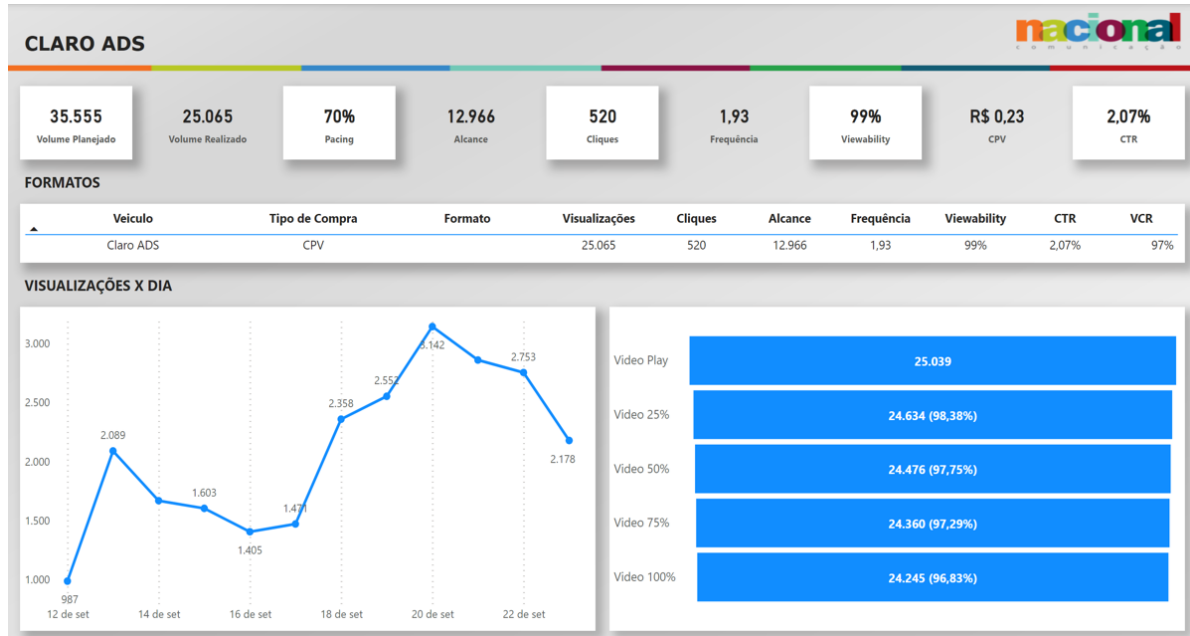 CLARO ADS
nacional
comunicação
35.555
Volume Planejado
25.065
Volume Realizado
70%
Pacing
12.966
Alcance
520
Cliques
1,93
Frequência
99%
Viewability
R$ 0,23
CPV
2,07%
CTR
FORMATOS
Veiculo Tipo de Compra Formato Visualizações Cliques Alcance Frequência Viewability CTR VCR
Claro ADS CPV 25.065 520 12.966 1,93 99% 2,07% 97%
VISUALIZAÇÕES X DIA
3.000
2.500
2.000
1.500
1.000
987
2.089
1.603
1.405
1.471
2.358
2.552
3.142
2.753
2.178
12 de set 14 de set 16 de set 18 de set 20 de set 22 de set
Video Play 25.039
Video 25% 24.634 (98,38%)
Video 50% 24.476 (97,75%)
Video 75% 24.360 (97,29%)
Video 100% 24.245 (96,83%)